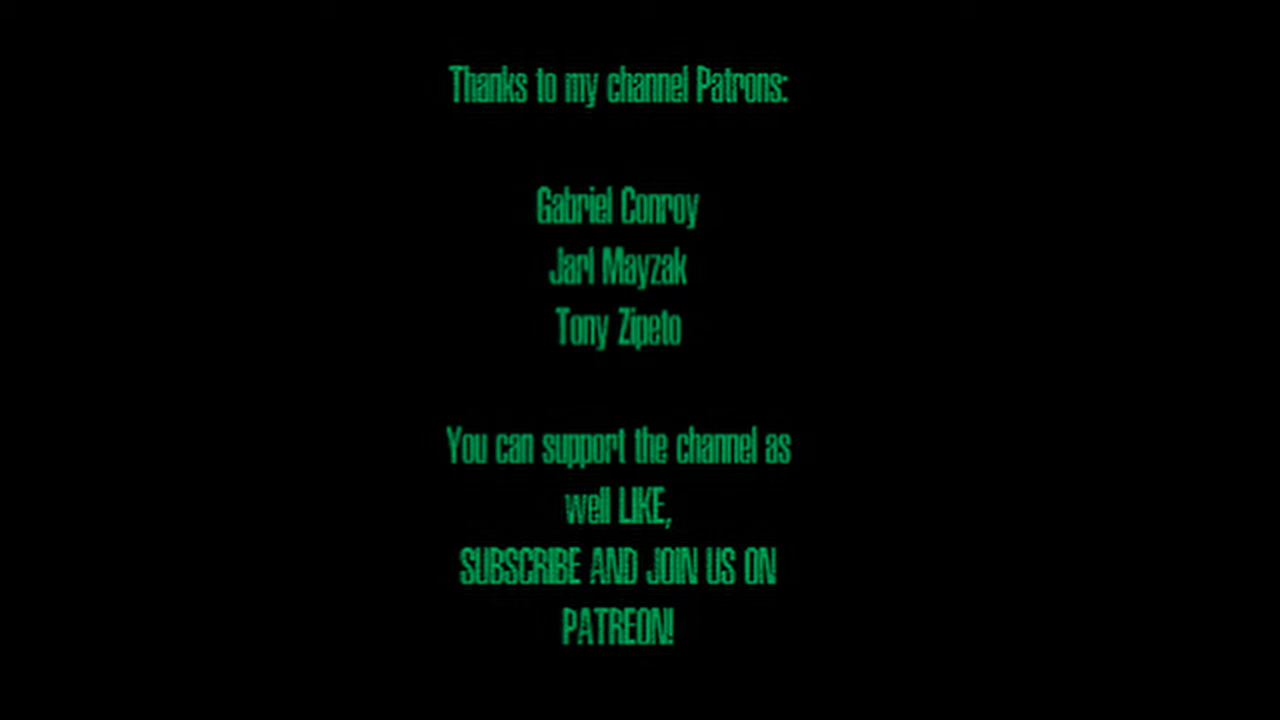 Thanks to my channel Patrons:
Gabriel Conroy
Jarl Mayzak
Tony Zipeto
You can support the channel as
well LIKE,
SUBSCRIBE AND JOIN US ON
PATREON!